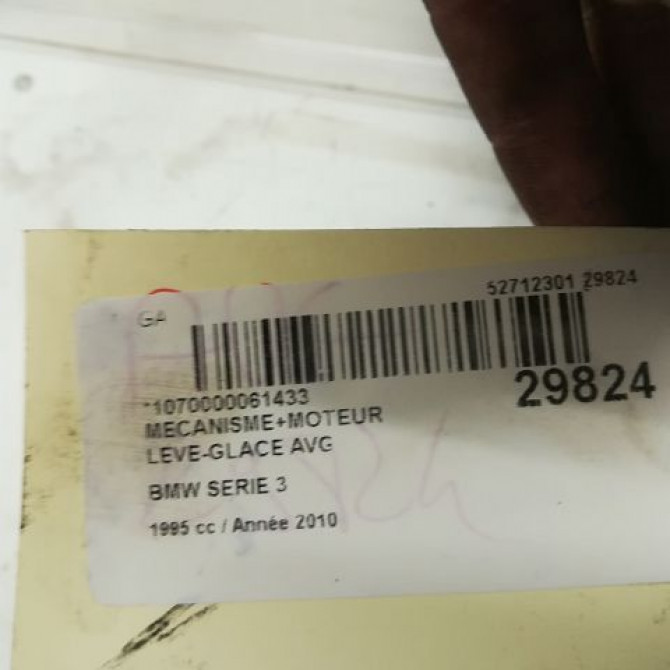 52712301 29824
GA
*1070000061433
29824
MECANISME+MOTEUR
LEVE-GLACE AVG
BMW SERIE 3
1995 cc / Année 2010